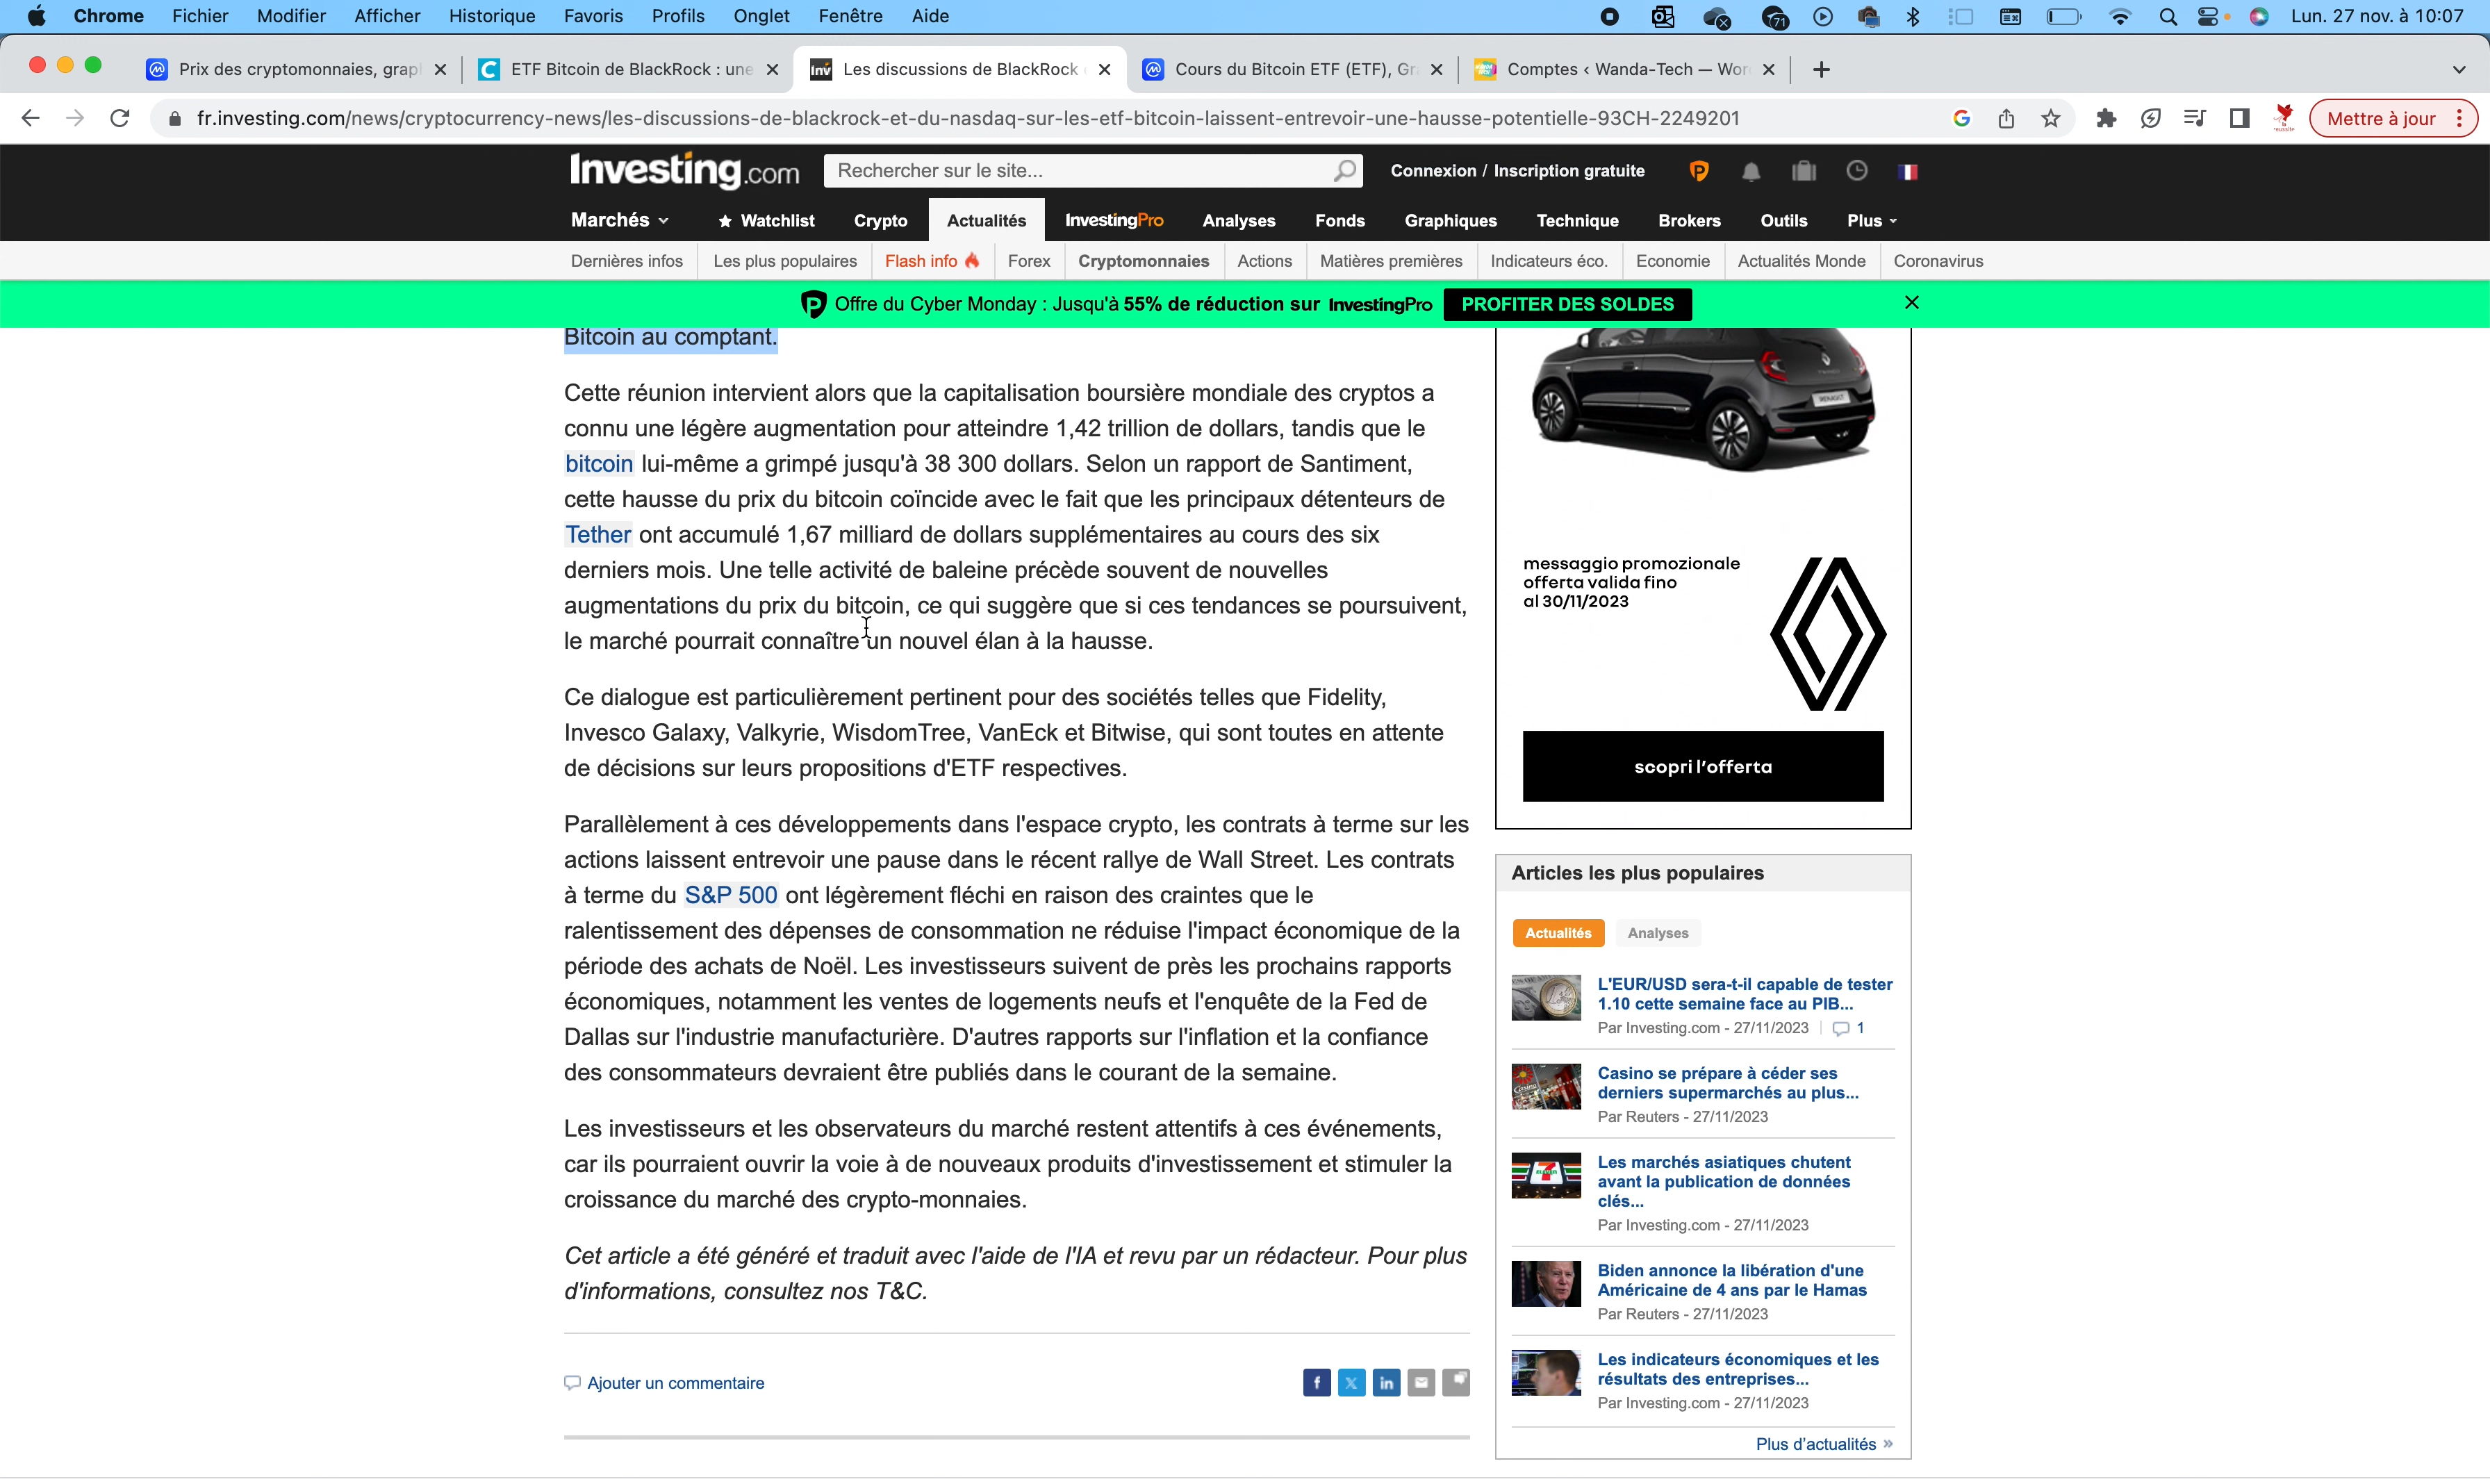 Chrome Fichier Modifier Afficher Historique Favoris Profils Onglet Fenêtre Aide 71 Lun. 27 nov. à 10:07
Prix des cryptomonnaies, grap ETF Bitcoin de BlackRock : une Inv Les discussions de BlackRock Cours du Bitcoin ETF (ETF), Gr Comptes ‹ Wanda-Tech — Wor
fr.investing.com/news/cryptocurrency-news/les-discussions-de-blackrock-et-du-nasdaq-sur-les-etf-bitcoin-laissent-entrevoir-une-hausse-potentielle-93CH-2249201 Mettre à jour
Investing.com Rechercher sur le site... Connexion / Inscription gratuite
Marchés Watchlist Crypto Actualités InvestingPro Analyses Fonds Graphiques Technique Brokers Outils Plus
Dernières infos Les plus populaires Flash info Forex Cryptomonnaies Actions Matières premières Indicateurs éco. Economie Actualités Monde Coronavirus
Offre du Cyber Monday : Jusqu'à 55% de réduction sur InvestingPro PROFITER DES SOLDES
Bitcoin au comptant.
Cette réunion intervient alors que la capitalisation boursière mondiale des cryptos a
connu une légère augmentation pour atteindre 1,42 trillion de dollars, tandis que le
bitcoin lui-même a grimpé jusqu'à 38 300 dollars. Selon un rapport de Santiment,
cette hausse du prix du bitcoin coïncide avec le fait que les principaux détenteurs de
Tether ont accumulé 1,67 milliard de dollars supplémentaires au cours des six
derniers mois. Une telle activité de baleine précède souvent de nouvelles
augmentations du prix du bitcoin, ce qui suggère que si ces tendances se poursuivent,
le marché pourrait connaître un nouvel élan à la hausse.
Ce dialogue est particulièrement pertinent pour des sociétés telles que Fidelity,
Invesco Galaxy, Valkyrie, WisdomTree, VanEck et Bitwise, qui sont toutes en attente
de décisions sur leurs propositions d'ETF respectives.
Parallèlement à ces développements dans l'espace crypto, les contrats à terme sur les
actions laissent entrevoir une pause dans le récent rallye de Wall Street. Les contrats
à terme du S&P 500 ont légèrement fléchi en raison des craintes que le
ralentissement des dépenses de consommation ne réduise l'impact économique de la
période des achats de Noël. Les investisseurs suivent de près les prochains rapports
économiques, notamment les ventes de logements neufs et l'enquête de la Fed de
Dallas sur l'industrie manufacturière. D'autres rapports sur l'inflation et la confiance
des consommateurs devraient être publiés dans le courant de la semaine.
Les investisseurs et les observateurs du marché restent attentifs à ces événements,
car ils pourraient ouvrir la voie à de nouveaux produits d'investissement et stimuler la
croissance du marché des crypto-monnaies.
Cet article a été généré et traduit avec l'aide de l'IA et revu par un rédacteur. Pour plus
d'informations, consultez nos T&C.
Ajouter un commentaire
messaggio promozionale
offerta valida fino
al 30/11/2023
scopri l'offerta
Articles les plus populaires
Actualités Analyses
L'EUR/USD sera-t-il capable de tester
1.10 cette semaine face au PIB...
Par Investing.com - 27/11/2023 1
Casino se prépare à céder ses
derniers supermarchés au plus...
Par Reuters - 27/11/2023
Les marchés asiatiques chutent
avant la publication de données
clés...
Par Investing.com - 27/11/2023
Biden annonce la libération d'une
Américaine de 4 ans par le Hamas
Par Reuters - 27/11/2023
Les indicateurs économiques et les
résultats des entreprises...
Par Investing.com - 27/11/2023
Plus d'actualités »